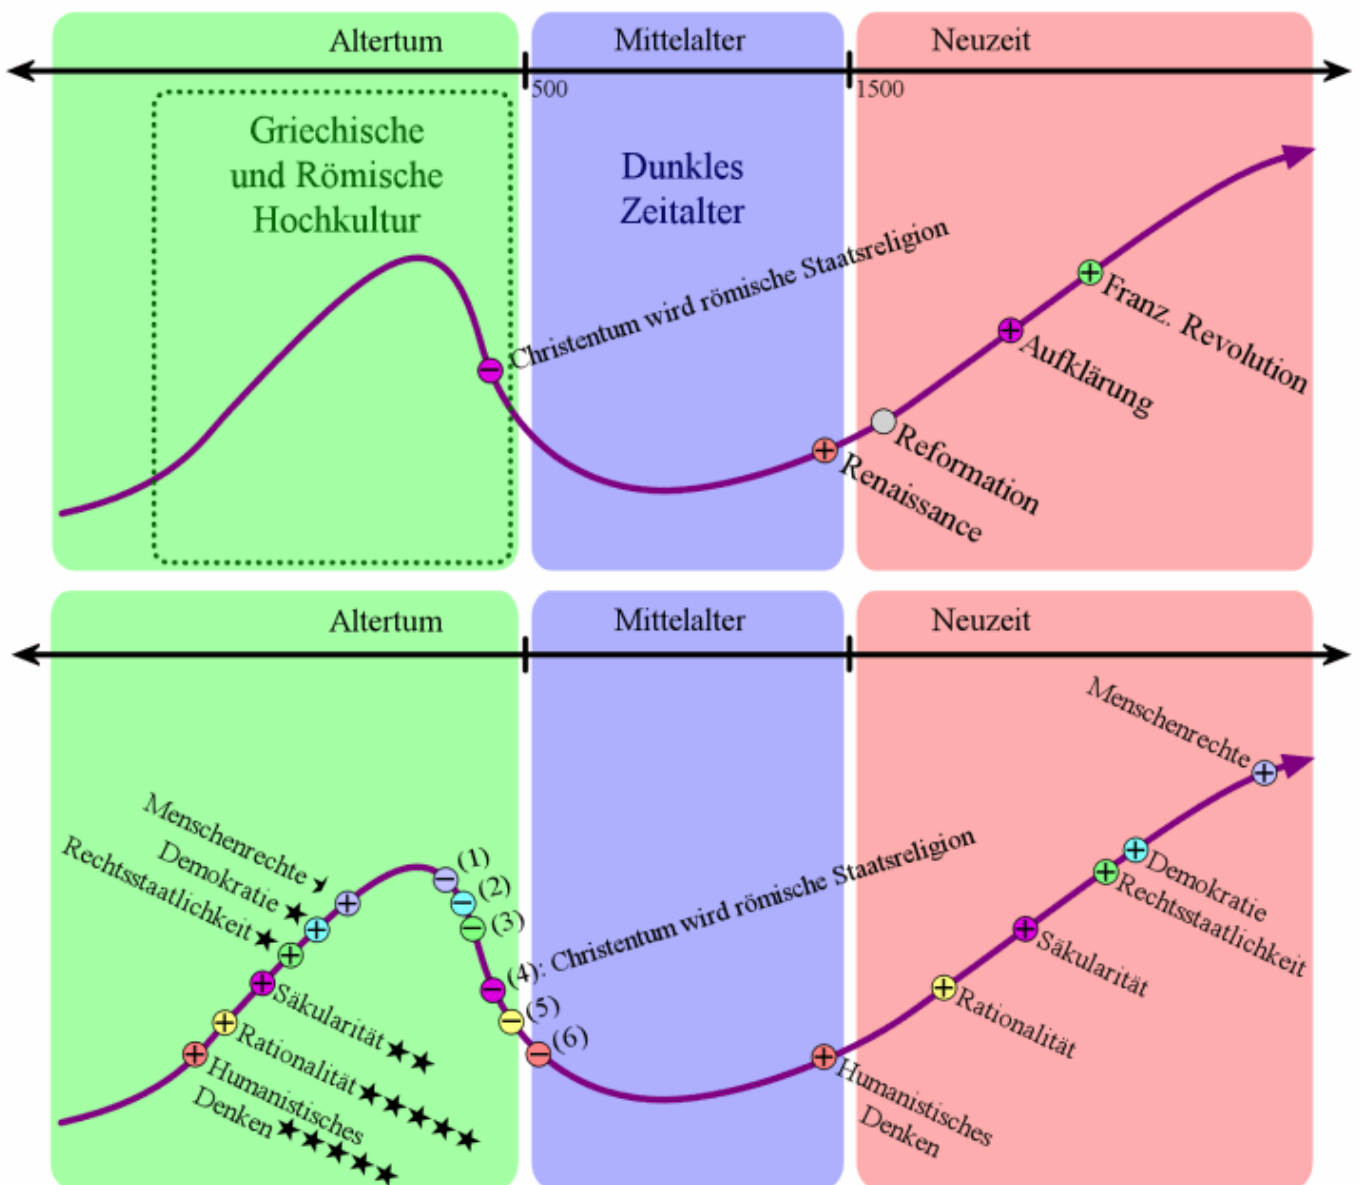 Altertum
Mittelalter
Neuzeit
500
1500
Griechische
und Römische
Hochkultur
Dunkles
Zeitalter
Christentum wird römische Staatsreligion
Franz. Revolution
Aufklärung
Reformation
Renaissance
Altertum
Mittelalter
Neuzeit
Menschenrechte
Demokratie
Rechtsstaatlichkeit
Säkularität
Rationalität
Humanistisches
Denken
(1)
(2)
(3)
(4): Christentum wird römische Staatsreligion
(5)
(6)
Menschenrechte
Demokratie
Rechtsstaatlichkeit
Säkularität
Rationalität
Humanistisches
Denken